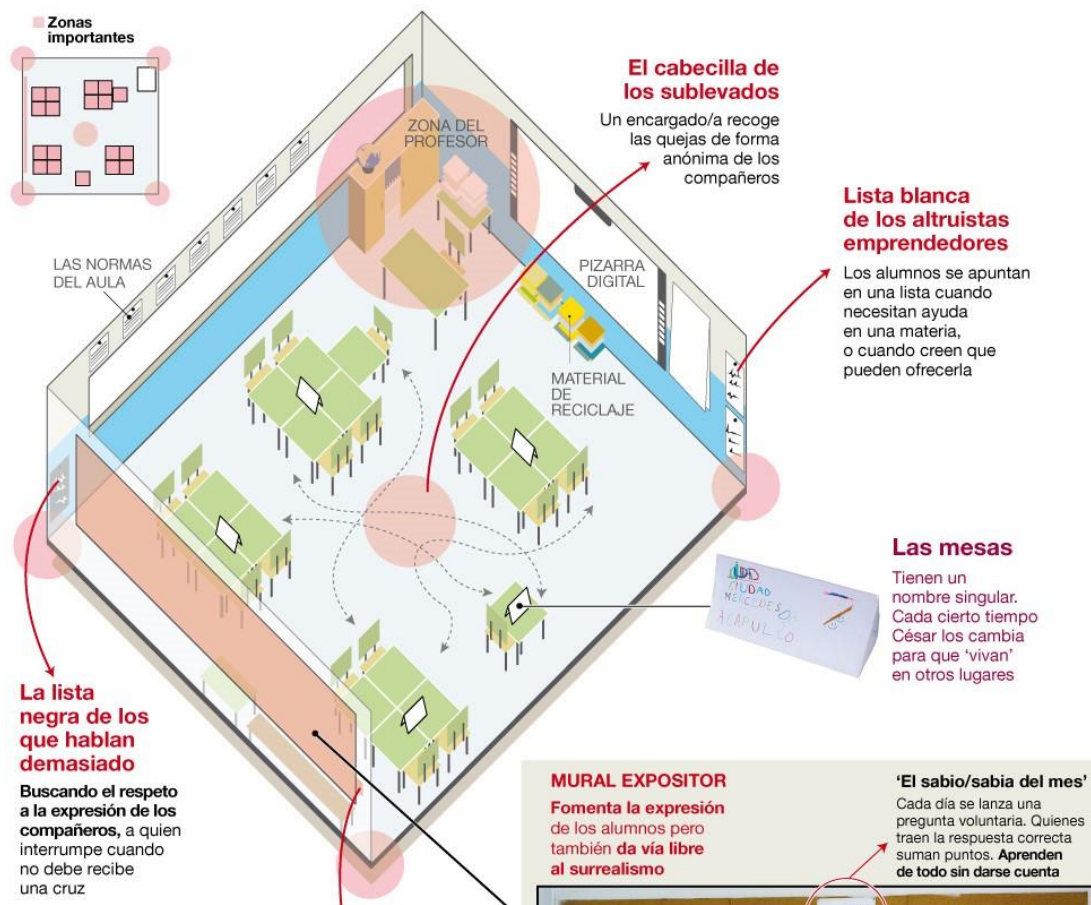 Zonas
importantes
El cabecilla de
los sublevados
Un encargado/a recoge
las quejas de forma
anónima de los
compañeros
ZONA DEL
PROFESOR
Lista blanca
de los altruistas
emprendedores
Los alumnos se apuntan
en una lista cuando
necesitan ayuda
en una materia,
o cuando creen que
pueden ofrecerla
LAS NORMAS
DEL AULA
PIZARRA
DIGITAL
MATERIAL
DE
RECICLAJE
Las mesas
Tienen un
nombre singular.
Cada cierto tiempo
César los cambia
para que ‘vivan’
en otros lugares
CIUDAD
MERCEDES
ACAPULCO
La lista
negra de los
que hablan
demasiado
Buscando el respeto
a la expresión de los
compañeros, a quien
interrumpe cuando
no debe recibe
una cruz
MURAL EXPOSITOR
Fomenta la expresión
de los alumnos pero
también da vía libre
al surrealismo
‘El sabio/sabia del mes’
Cada día se lanza una
pregunta voluntaria. Quienes
traen la respuesta correcta
suman puntos. Aprenden
de todo sin darse cuenta